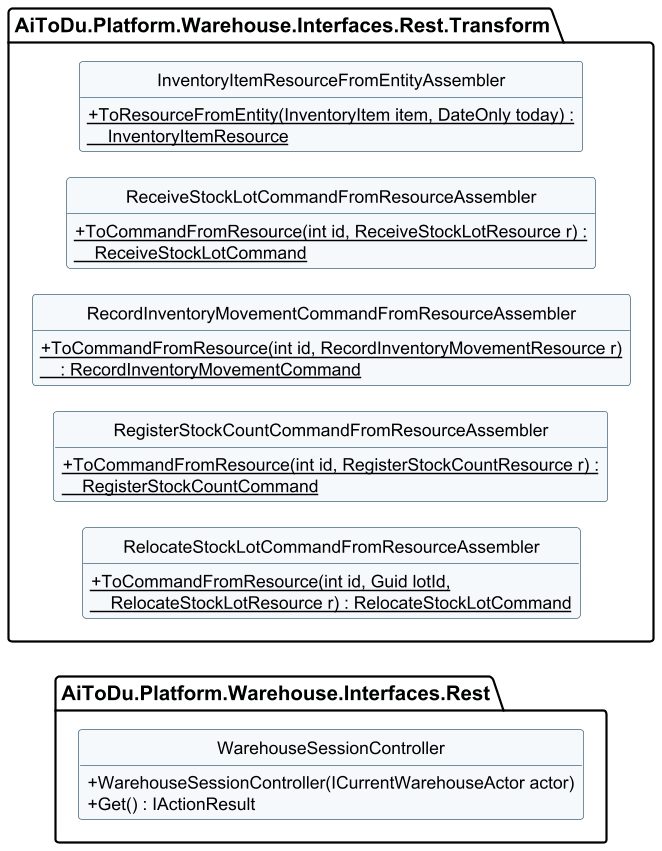 AiToDu.Platform.Warehouse.Interfaces.Rest.Transform
InventoryItemResourceFromEntityAssembler
+ToResourceFromEntity(InventoryItem item, DateOnly today) :
InventoryItemResource
ReceiveStockLotCommandFromResourceAssembler
+ToCommandFromResource(int id, ReceiveStockLotResource r) :
ReceiveStockLotCommand
RecordInventoryMovementCommandFromResourceAssembler
+ToCommandFromResource(int id, RecordInventoryMovementResource r)
: RecordInventoryMovementCommand
RegisterStockCountCommandFromResourceAssembler
+ToCommandFromResource(int id, RegisterStockCountResource r) :
RegisterStockCountCommand
RelocateStockLotCommandFromResourceAssembler
+ToCommandFromResource(int id, Guid lotId,
RelocateStockLotResource r) : RelocateStockLotCommand
AiToDu.Platform.Warehouse.Interfaces.Rest
WarehouseSessionController
+WarehouseSessionController(ICurrentWarehouseActor actor)
+Get() : IActionResult